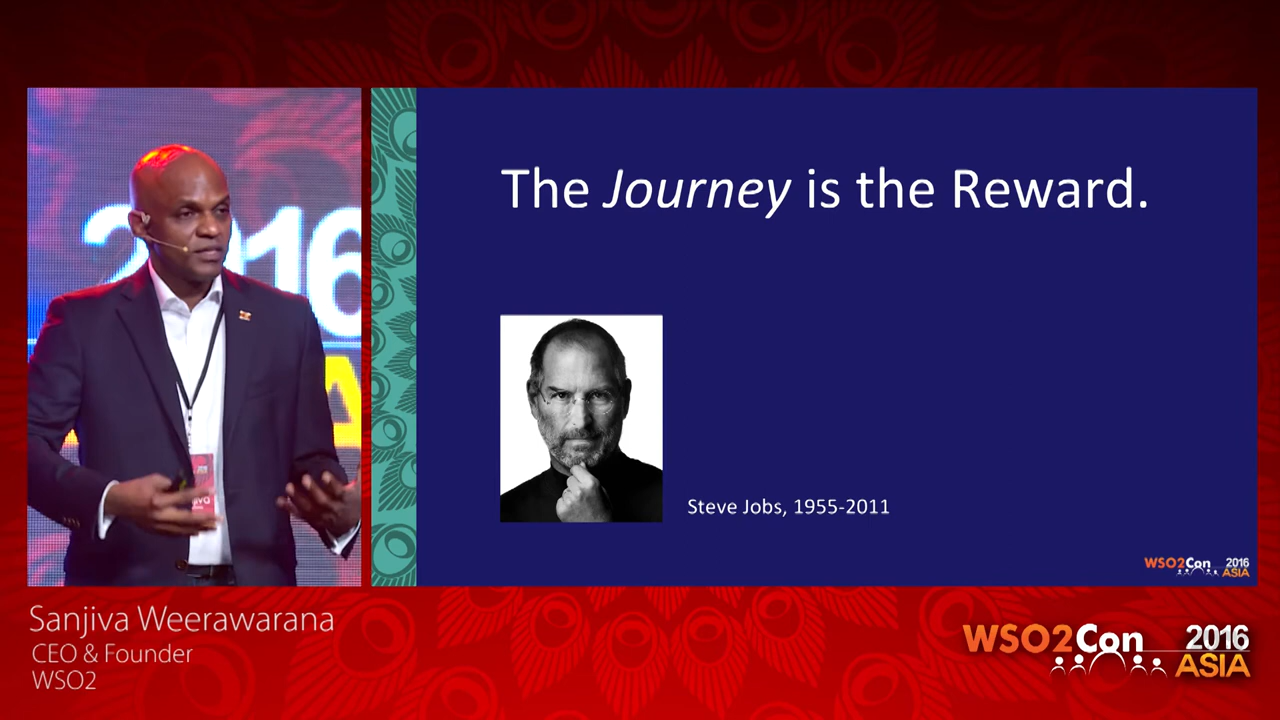 2016
A
The Journey is the Reward.
Steve Jobs, 1955-2011
WSO2Con 2016
ASIA
Sanjiva Weerawarana
CEO & Founder
WSO2
WSO2Con 2016
ASIA